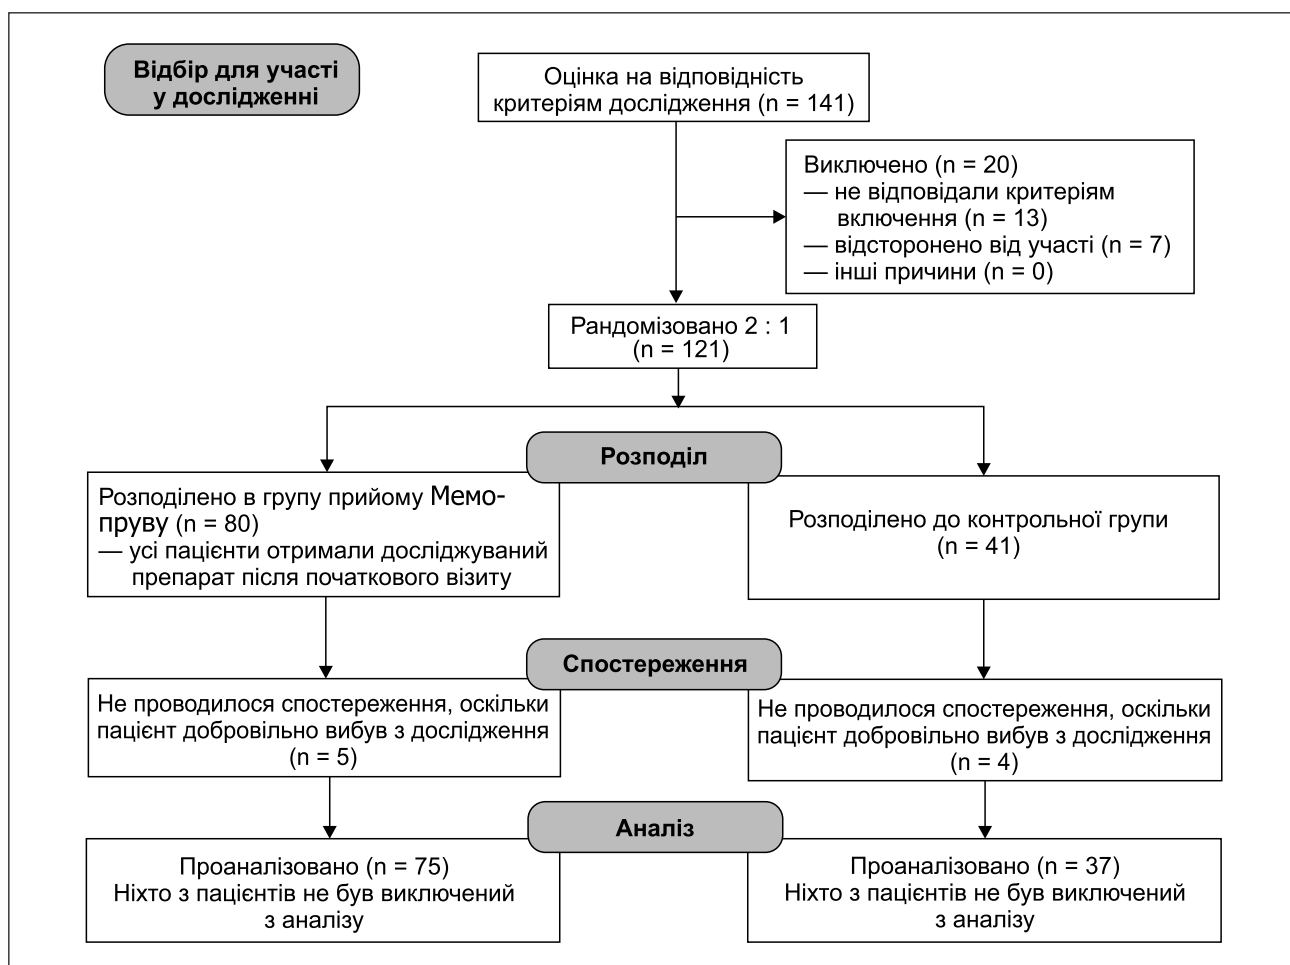 Відбір для участі
у дослідженні
Оцінка на відповідність
критеріям дослідження (n = 141)
Виключено (n = 20)
— не відповідали критеріям
включення (n = 13)
— відсторонено від участі (n = 7)
— інші причини (n = 0)
Рандомізовано 2 : 1
(n = 121)
Розподіл
Розподілено в групу прийому Мемо-
пруву (n = 80)
— усі пацієнти отримали досліджуваний
препарат після початкового візиту
Розподілено до контрольної групи
(n = 41)
Спостереження
Не проводилося спостереження, оскільки
пацієнт добровільно вибув з дослідження
(n = 5)
Не проводилося спостереження, оскільки
пацієнт добровільно вибув з дослідження
(n = 4)
Аналіз
Проаналізовано (n = 75)
Ніхто з пацієнтів не був виключений
з аналізу
Проаналізовано (n = 37)
Ніхто з пацієнтів не був виключений
з аналізу